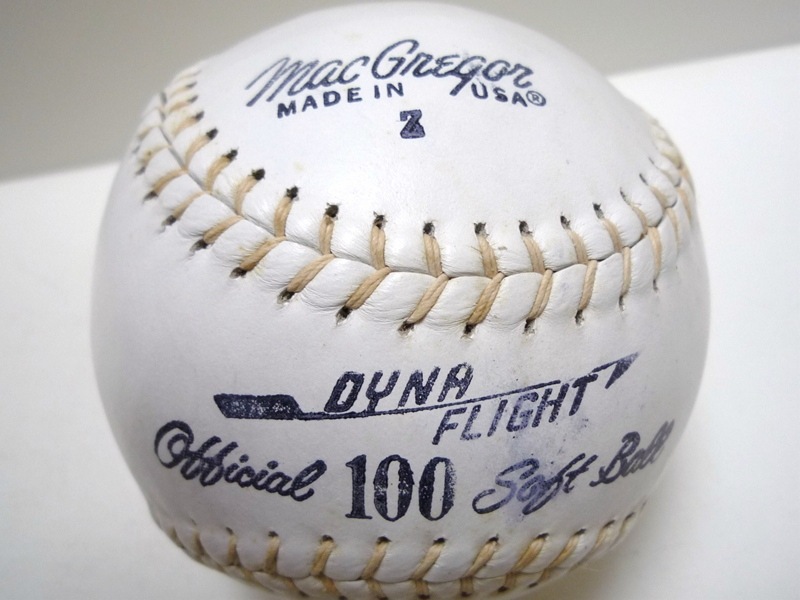 MacGregor
MADE IN USA®
Z
DYNA
FLIGHT
Official 100 Soft Ball